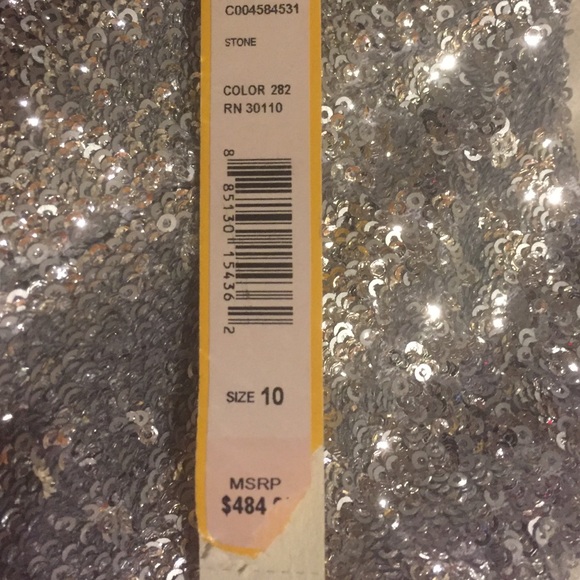 C004584531
STONE
COLOR 282
RN 30110
8 85130 15436 2
SIZE 10
MSRP
$484